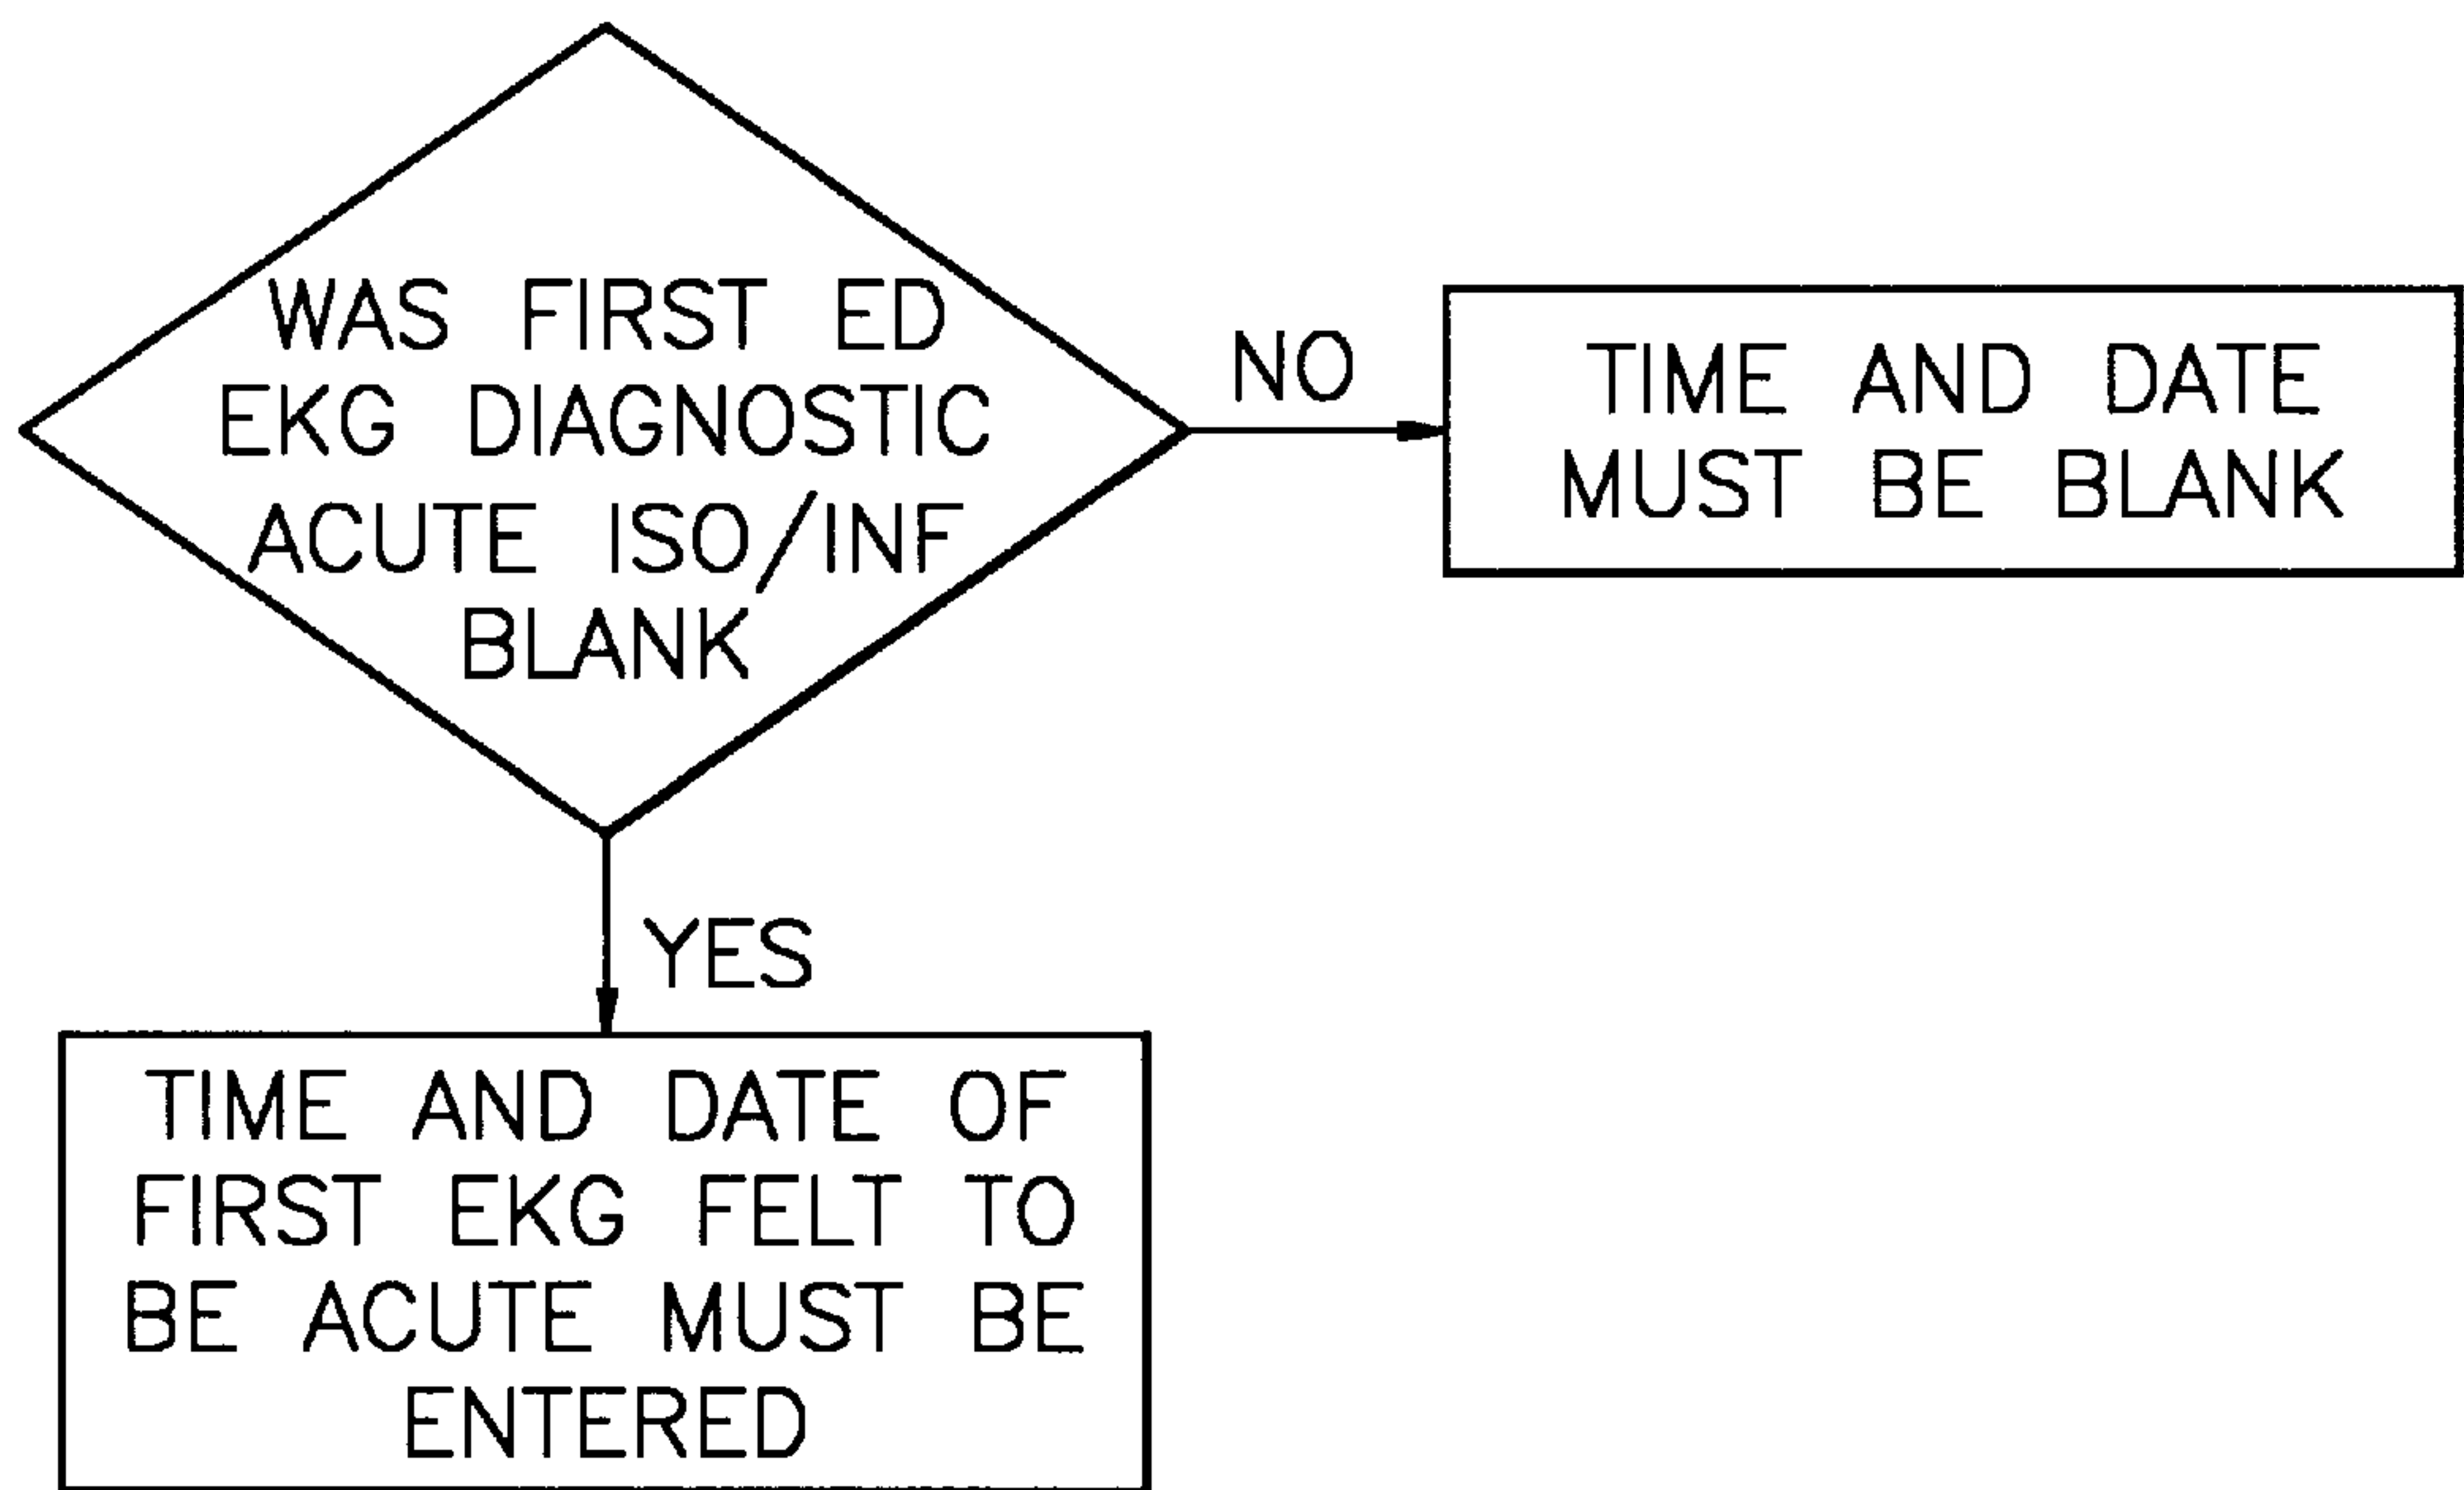 WAS FIRST ED
EKG DIAGNOSTIC
ACUTE ISO/INF
BLANK
NO
TIME AND DATE
MUST BE BLANK
YES
TIME AND DATE OF
FIRST EKG FELT TO
BE ACUTE MUST BE
ENTERED